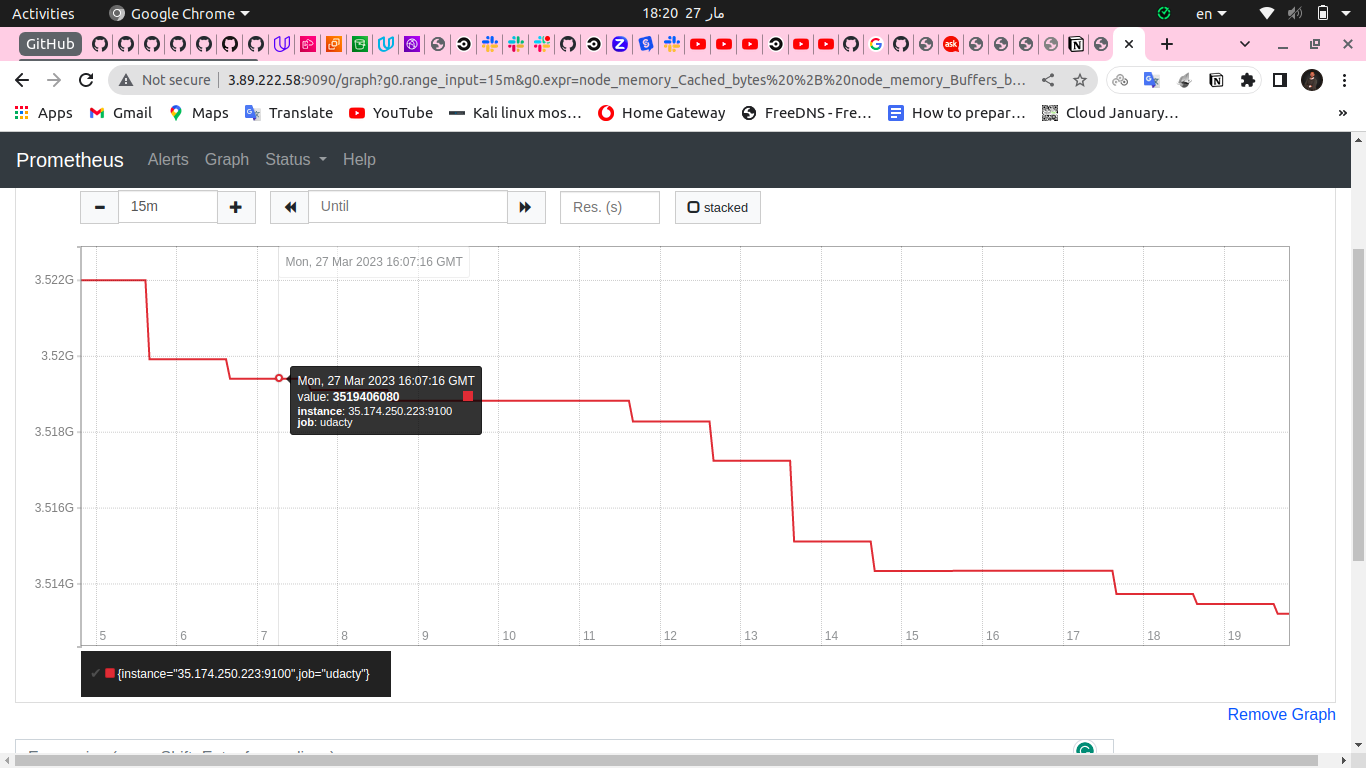 Activities Google Chrome 18:20 27 مار en
GitHub ask
Not secure 3.89.222.58:9090/graph?g0.range_input=15m&g0.expr=node_memory_Cached_bytes%20%2B%20node_memory_Buffers_b...
Apps Gmail Maps Translate YouTube Kali linux mos... Home Gateway FreeDNS - Fre... How to prepar... Cloud January... »
Prometheus Alerts Graph Status Help
15m Until Res. (s) stacked
Mon, 27 Mar 2023 16:07:16 GMT
3.522G
3.52G
Mon, 27 Mar 2023 16:07:16 GMT
value: 3519406080
instance: 35.174.250.223:9100
job: udacty
3.518G
3.516G
3.514G
5 6 7 8 9 10 11 12 13 14 15 16 17 18 19
✔ {instance="35.174.250.223:9100",job="udacty"}
Remove Graph